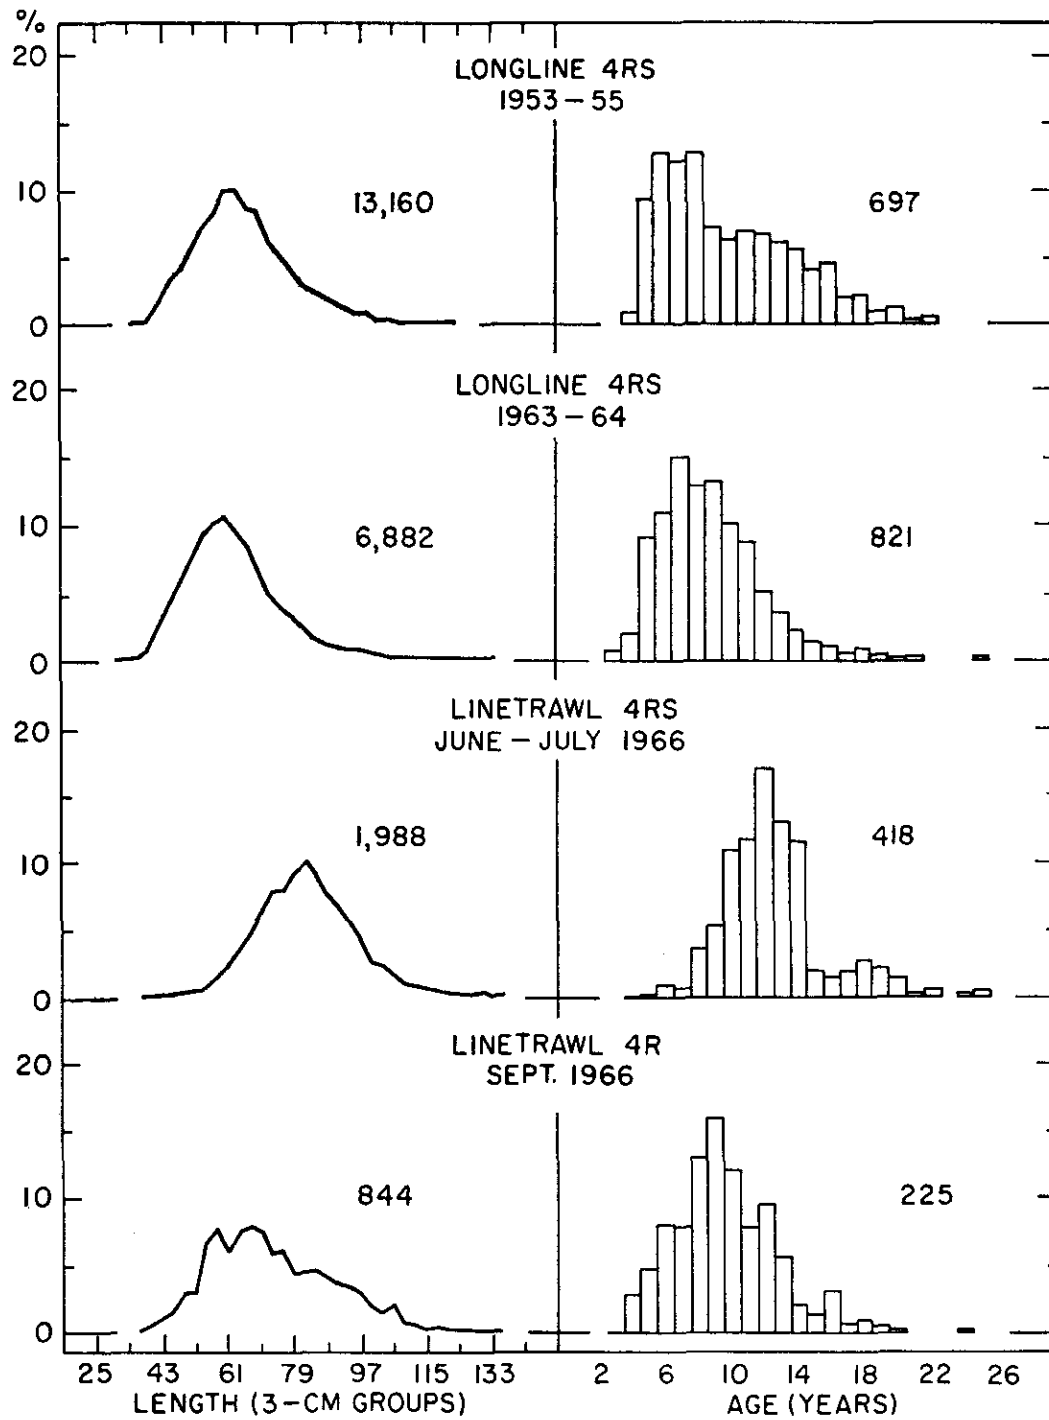 %
20
LONGLINE 4RS
1953-55
10
13,160
697
0
20
LONGLINE 4RS
1963-64
10
6,882
821
0
20
LINETRAWL 4RS
JUNE-JULY 1966
10
1,988
418
0
20
LINETRAWL 4R
SEPT. 1966
10
844
225
0
25 43 61 79 97 115 133 2 6 10 14 18 22 26
LENGTH (3-CM GROUPS) AGE (YEARS)